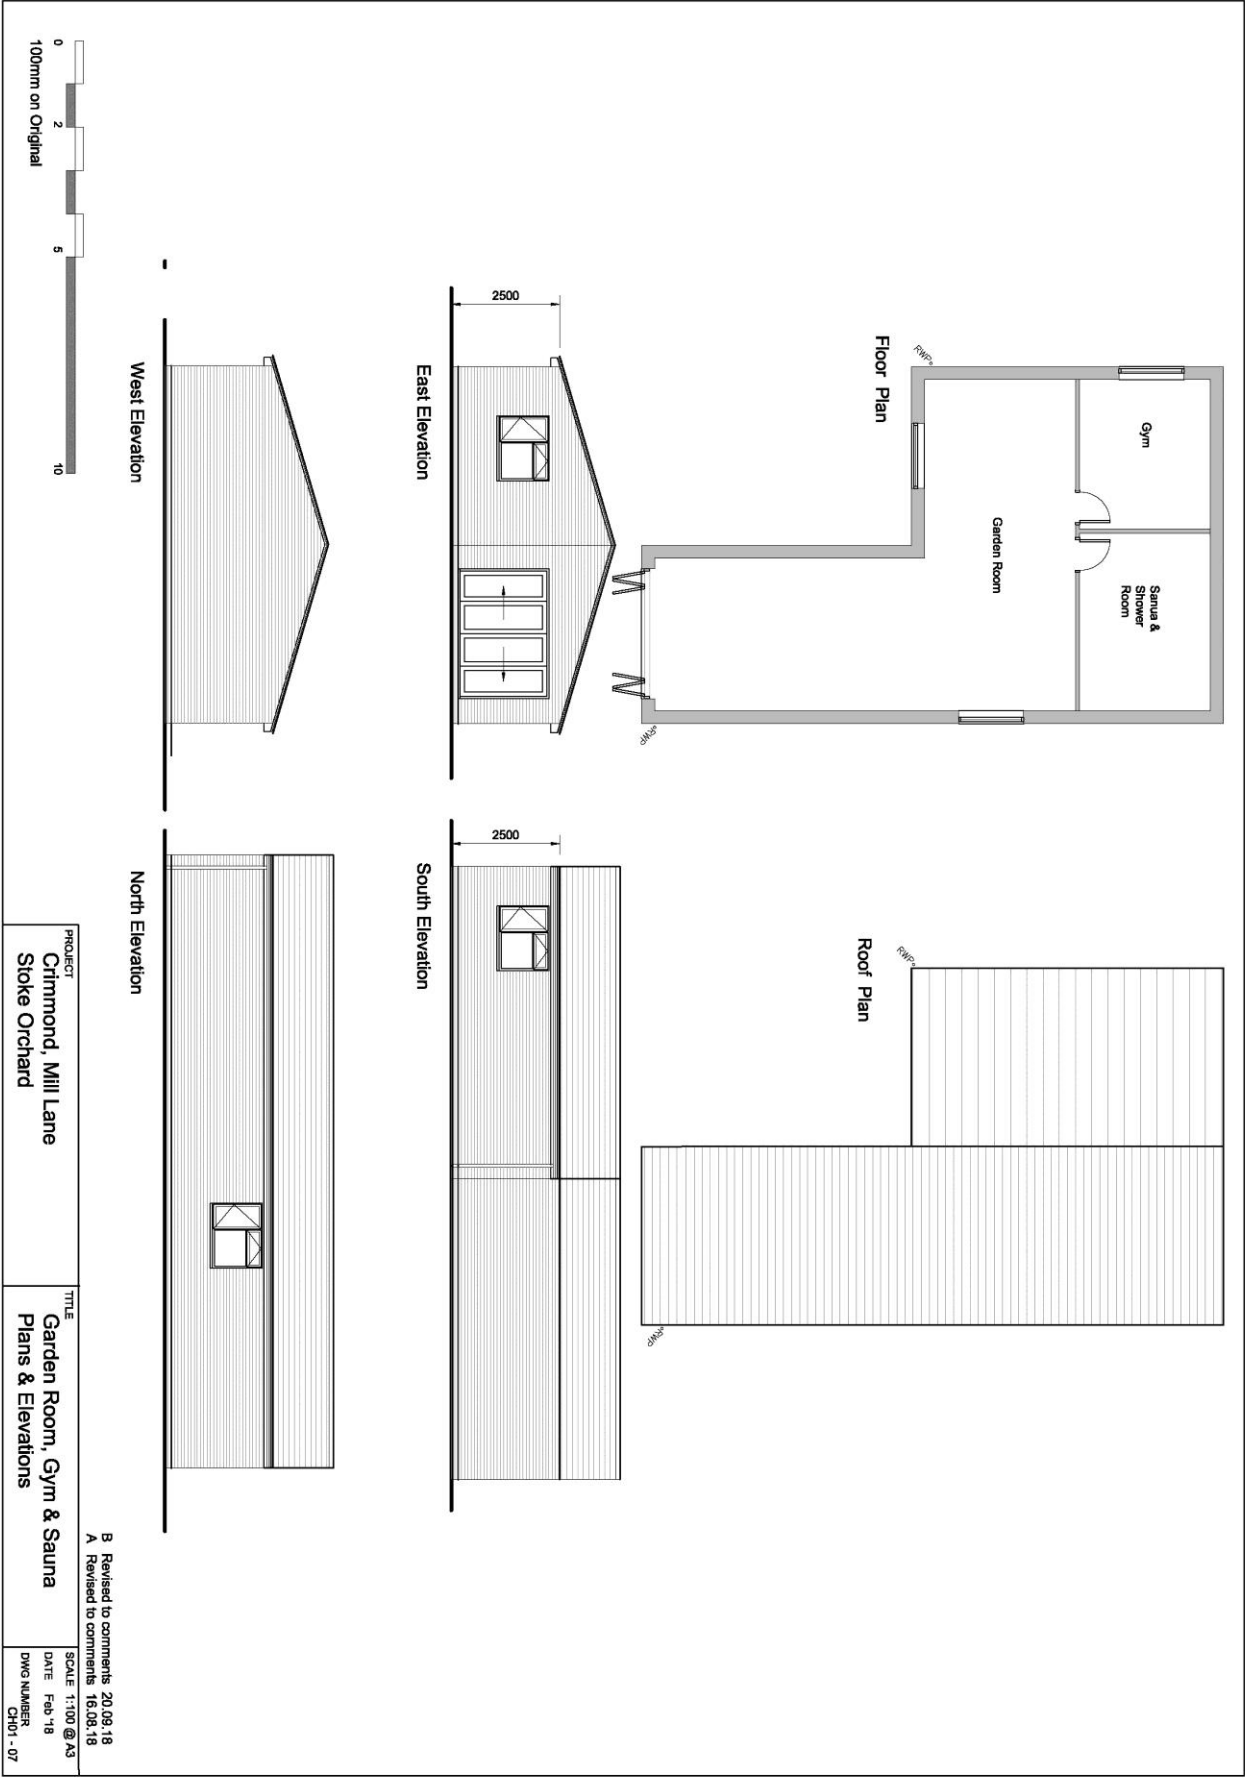 Floor Plan
RWP
Gym
Sanua &
Shower
Room
Garden Room
RWP
Roof Plan
RWP
RWP
2500
East Elevation
2500
South Elevation
West Elevation
North Elevation
0
2
5
10
100mm on Original
B Revised to comments 20.09.18
A Revised to comments 16.08.18
PROJECT
Crimmond, Mill Lane
Stoke Orchard
TITLE
Garden Room, Gym & Sauna
Plans & Elevations
SCALE 1:100 @ A3
DATE Feb '18
DWG NUMBER
CH01 - 07